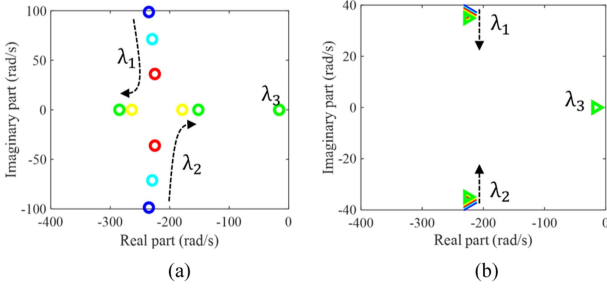 100
50
0
-50
-100
Imaginary part (rad/s)
-400
-300
-200
-100
0
Real part (rad/s)
λ1
λ2
λ3
(a)
40
20
0
-20
-40
Imaginary part (rad/s)
-400
-300
-200
-100
0
Real part (rad/s)
λ1
λ2
λ3
(b)